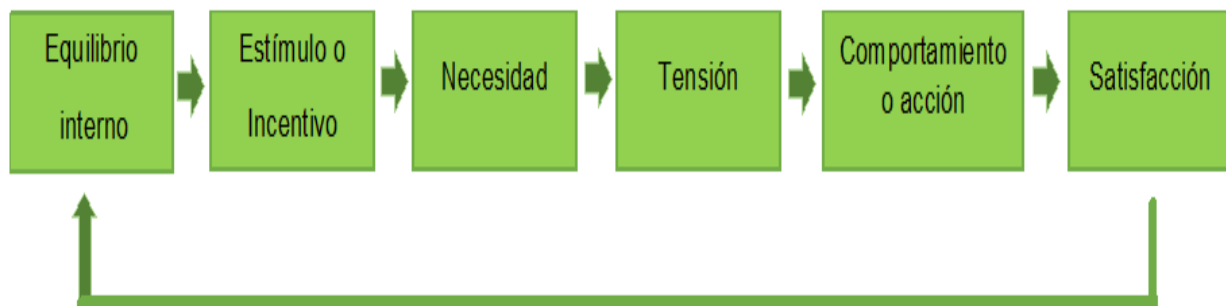 Equilibrio
interno
Estímulo o
Incentivo
Necesidad
Tensión
Comportamiento
o acción
Satisfacción